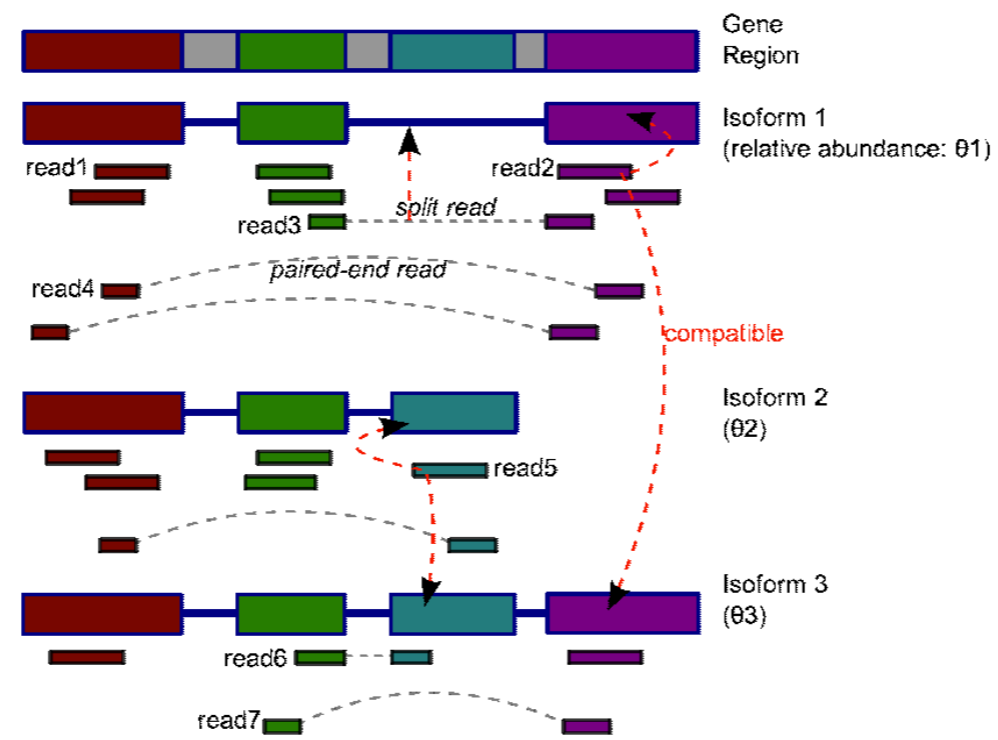 Gene
Region
Isoform 1
(relative abundance: θ1)
read1
read2
read3
split read
paired-end read
read4
compatible
Isoform 2
(θ2)
read5
Isoform 3
(θ3)
read6
read7